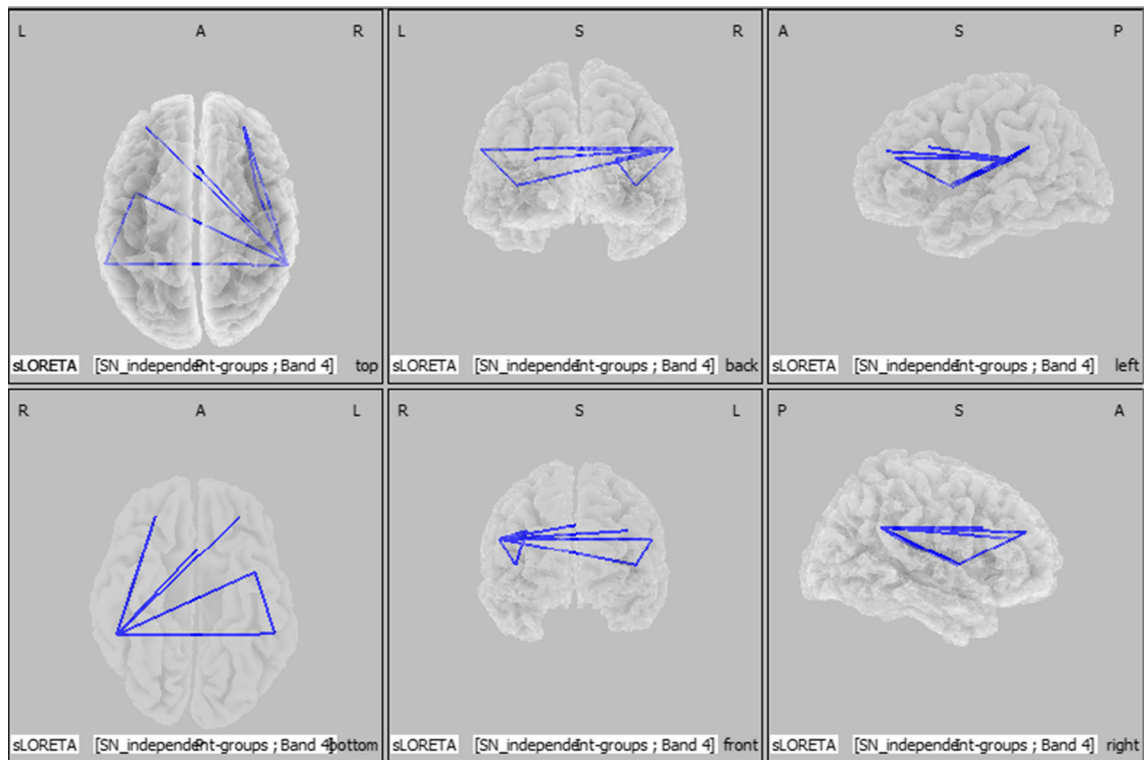 L A R
L S R
A S P
sLORETA [SN_independent-groups ; Band 4] top
sLORETA [SN_independent-groups ; Band 4] back
sLORETA [SN_independent-groups ; Band 4] left
R A L
R S L
P S A
sLORETA [SN_independent-groups ; Band 4] bottom
sLORETA [SN_independent-groups ; Band 4] front
sLORETA [SN_independent-groups ; Band 4] right